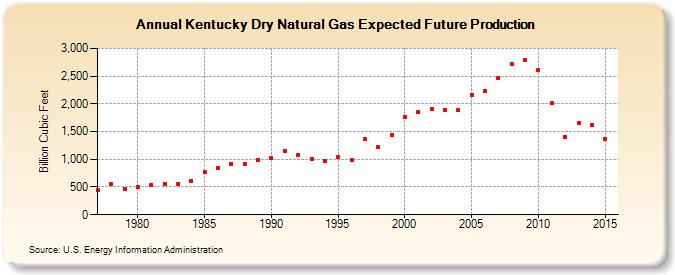 Annual Kentucky Dry Natural Gas Expected Future Production
Billion Cubic Feet
3,000
2,500
2,000
1,500
1,000
500
0
1980 1985 1990 1995 2000 2005 2010 2015
Source: U.S. Energy Information Administration